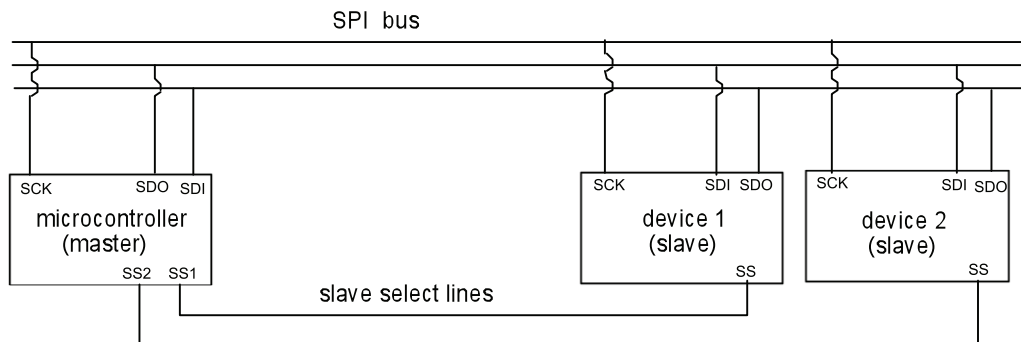 SPI bus
SCK SDO SDI
microcontroller
(master)
SS2 SS1
SCK SDI SDO
device 1
(slave)
SS
SCK SDI SDO
device 2
(slave)
SS
slave select lines